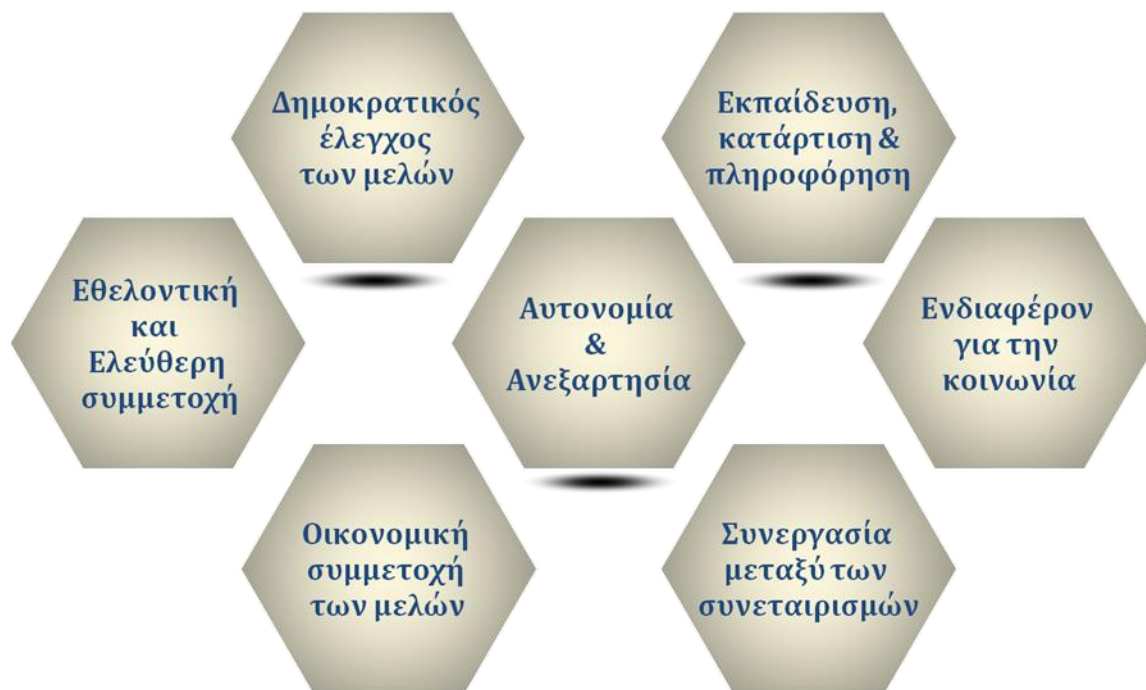 Δημοκρατικός
έλεγχος
των μελών
Εκπαίδευση,
κατάρτιση &
πληροφόρηση
Εθελοντική
και
Ελεύθερη
συμμετοχή
Αυτονομία
&
Ανεξαρτησία
Ενδιαφέρον
για την
κοινωνία
Οικονομική
συμμετοχή
των μελών
Συνεργασία
μεταξύ των
συνεταιρισμών